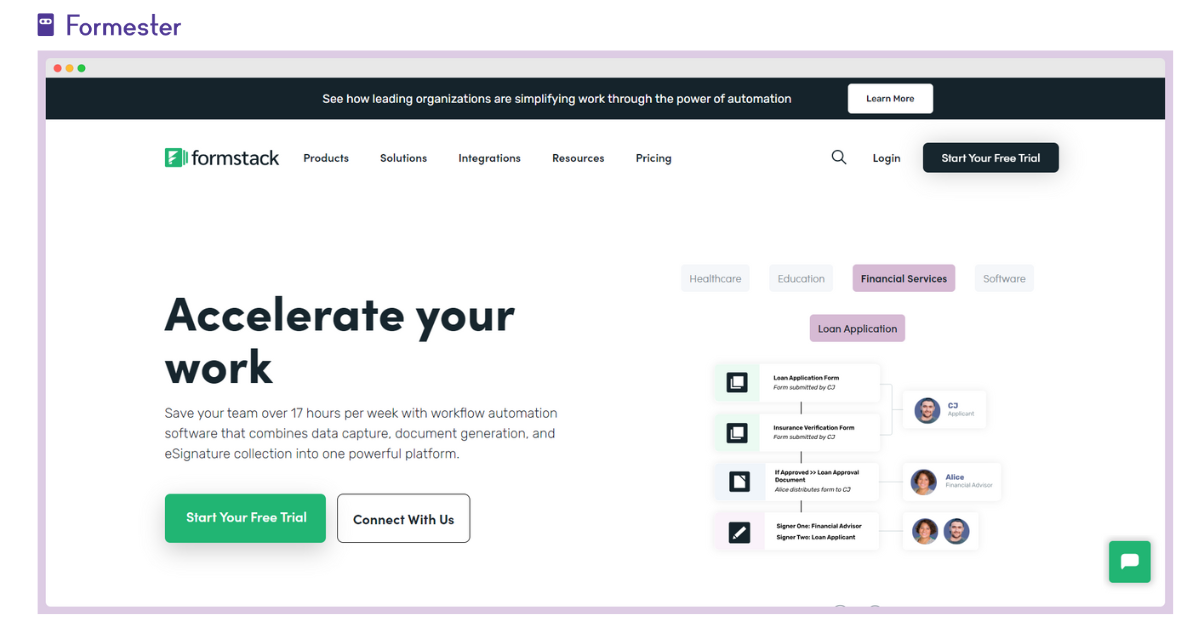 Formester
See how leading organizations are simplifying work through the power of automation
Learn More
formstack
Products
Solutions
Integrations
Resources
Pricing
Login
Start Your Free Trial
Healthcare
Education
Financial Services
Software
Loan Application
Accelerate your
work
Save your team over 17 hours per week with workflow automation
software that combines data capture, document generation, and
eSignature collection into one powerful platform.
Start Your Free Trial
Connect With Us
Loan Application Form
Form submitted by CJ
CJ
Applicant
Insurance Verification Form
Form submitted by CJ
If Approved >> Loan Approval
Document
Alice distributes form to CJ
Alice
Financial Advisor
Signer One: Financial Advisor
Signer Two: Loan Applicant